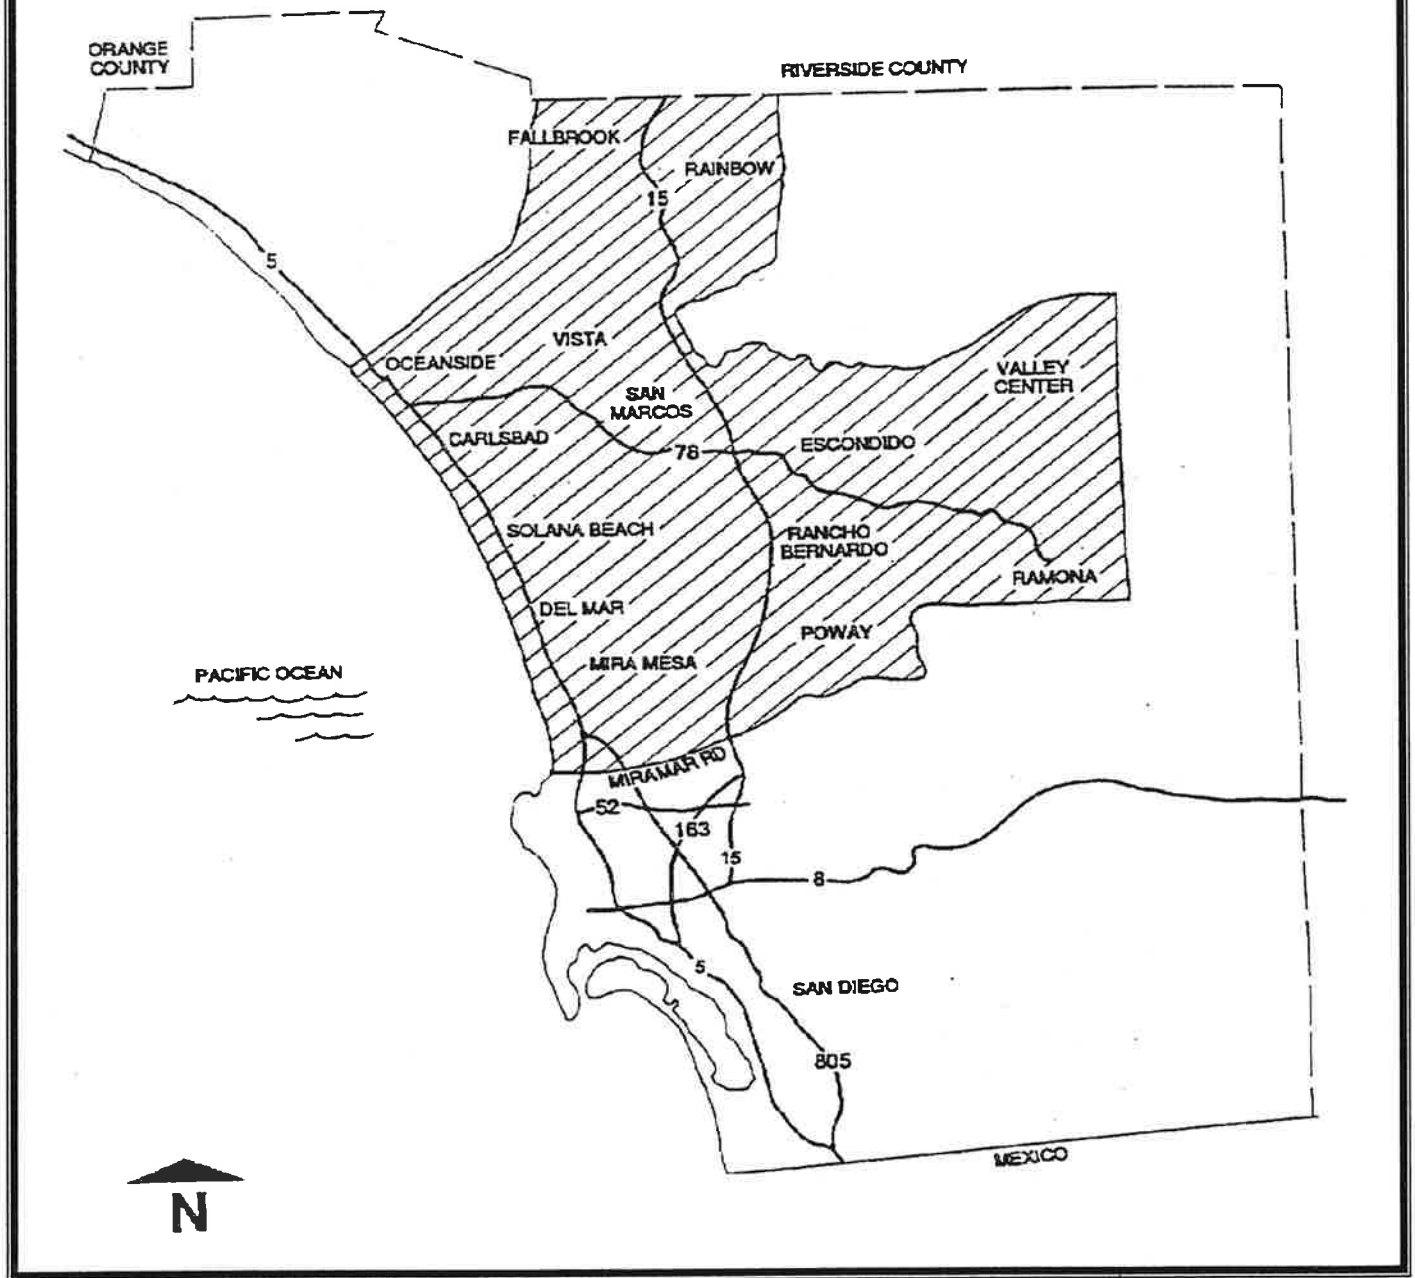 ORANGE
COUNTY
RIVERSIDE COUNTY
FALLBROOK
RAINBOW
15
5
VISTA
OCEANSIDE
VALLEY
CENTER
SAN
MARCOS
CARLSBAD
ESCONDIDO
78
SOLANA BEACH
RANCHO
BERNARDO
RAMONA
DEL MAR
POWAY
MIRA MESA
PACIFIC OCEAN
MIRAMAR RD
52
163
15
8
5
SAN DIEGO
805
MEXICO
N